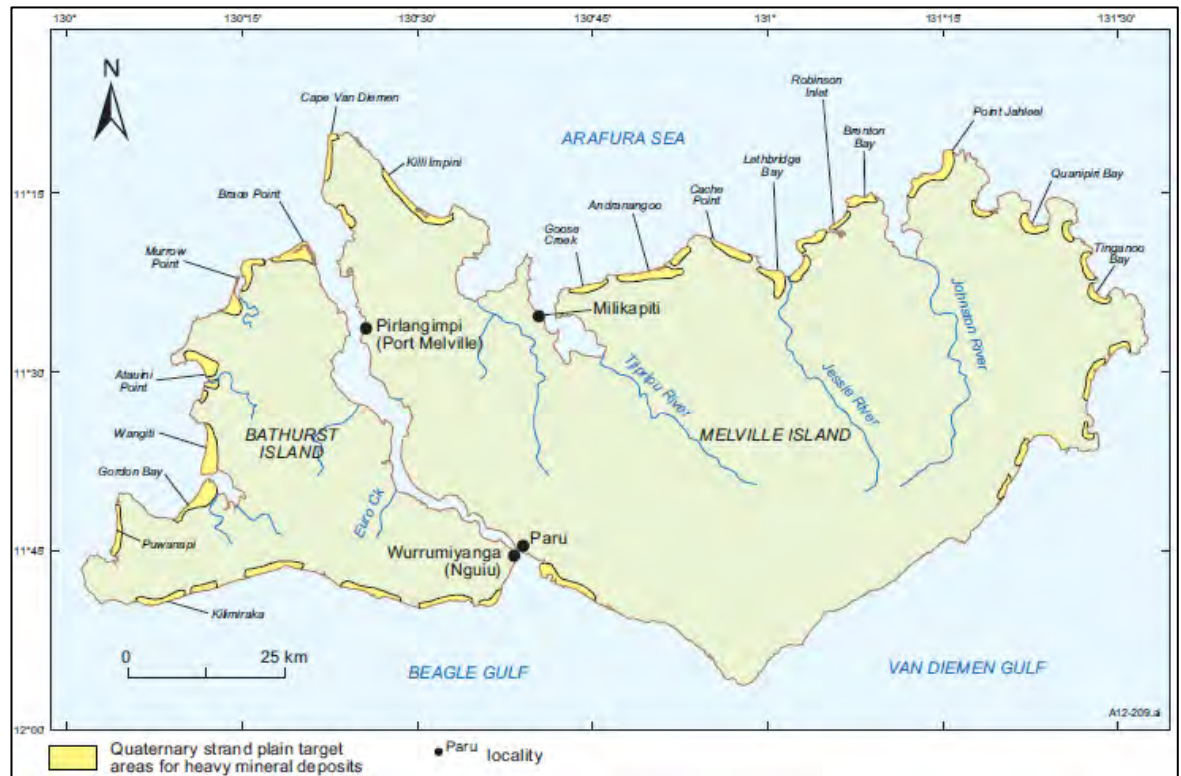 130°
130°15'
130°30'
130°45'
131°
131°15'
131°30'
N
Cape Van Diemen
Killi Impini
ARAFURA SEA
Robinson
Inlet
Brenton
Bay
Point Jahleel
Lethbridge
Bay
Quanipiri Bay
11°15'
Brace Point
Andranangoo
Cache
Point
Goose
Creek
Tinganoo
Bay
Murrow
Point
Milikapiti
Pirlangimpi
(Port Melville)
Johnston River
11°30'
Atauini
Point
Tjipripu River
Jessie River
Wangiti
BATHURST
ISLAND
MELVILLE ISLAND
Gordon Bay
Euro Ck
Puwanapi
11°45'
Paru
Wurrumiyanga
(Nguiu)
Kilimiraka
0 25 km
BEAGLE GULF
VAN DIEMEN GULF
12°00'
A12-209.ai
Quaternary strand plain target
areas for heavy mineral deposits
Paru locality